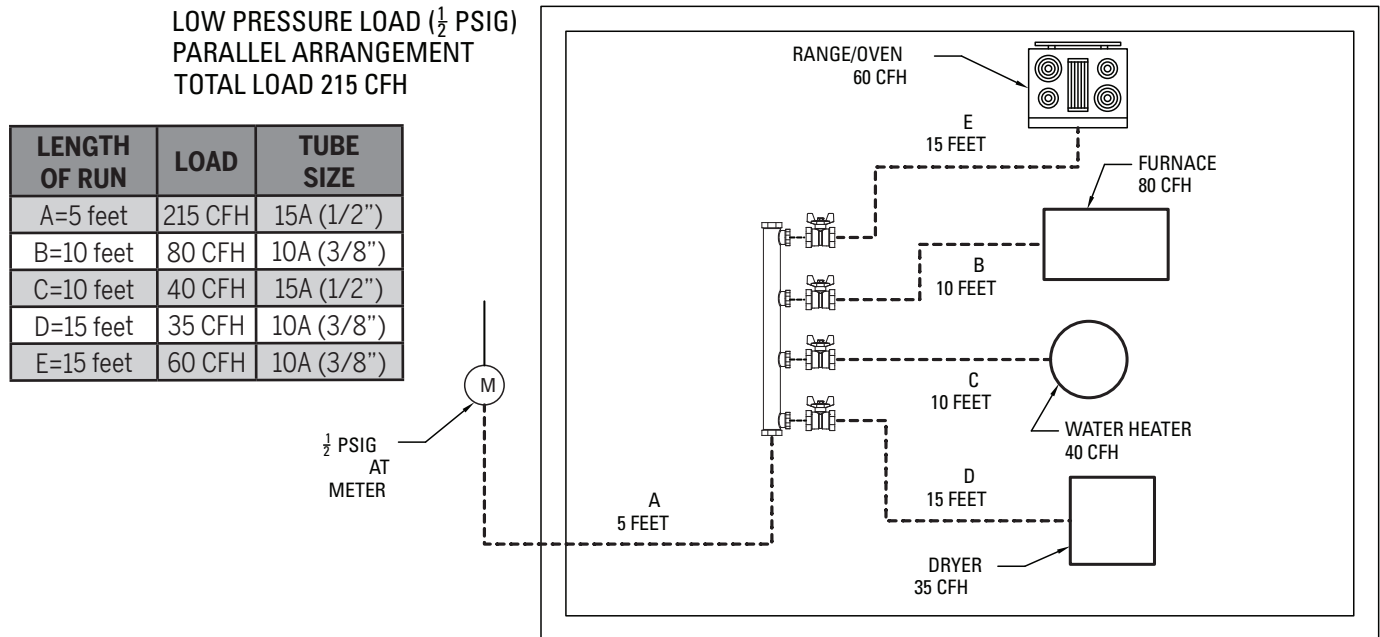 LOW PRESSURE LOAD (½ PSIG)
PARALLEL ARRANGEMENT
TOTAL LOAD 215 CFH
LENGTH OF RUN LOAD TUBE SIZE
A=5 feet 215 CFH 15A (1/2”)
B=10 feet 80 CFH 10A (3/8”)
C=10 feet 40 CFH 15A (1/2”)
D=15 feet 35 CFH 10A (3/8”)
E=15 feet 60 CFH 10A (3/8”)
M
½ PSIG
AT
METER
A
5 FEET
RANGE/OVEN
60 CFH
E
15 FEET
FURNACE
80 CFH
B
10 FEET
C
10 FEET
WATER HEATER
40 CFH
D
15 FEET
DRYER
35 CFH